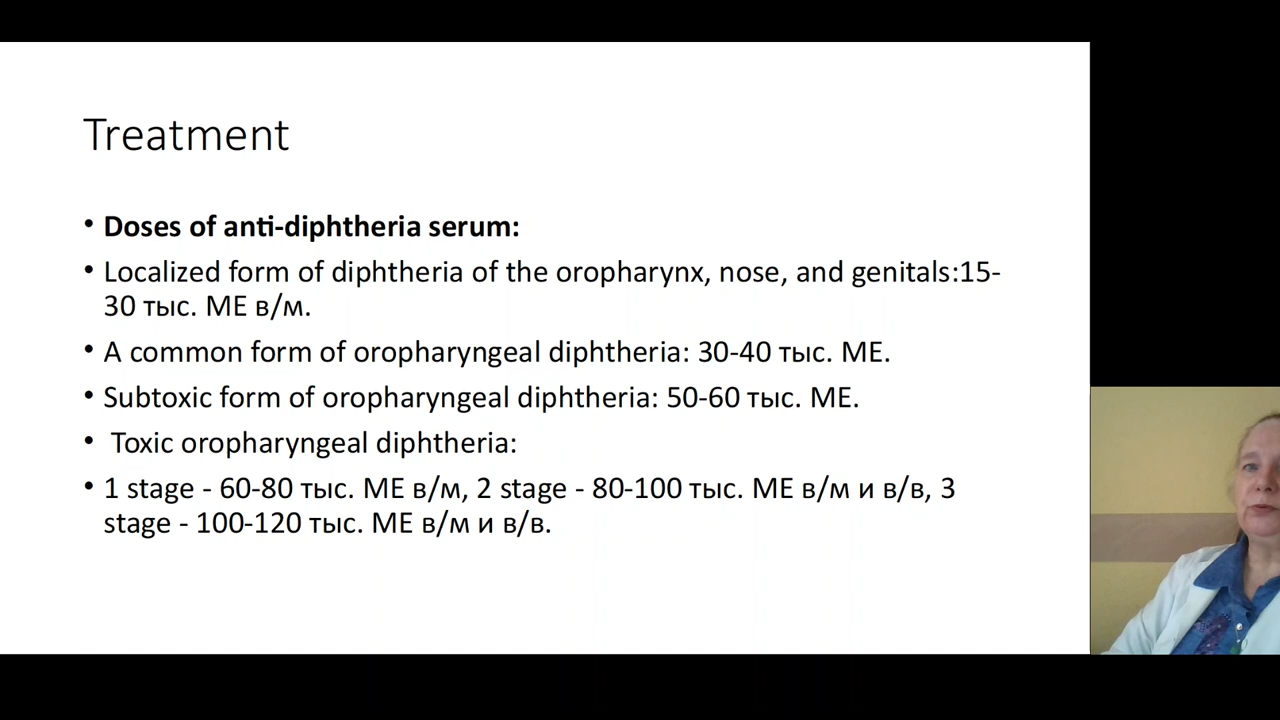 Treatment
• Doses of anti-diphtheria serum:
• Localized form of diphtheria of the oropharynx, nose, and genitals:15-
30 тыс. МЕ в/м.
• A common form of oropharyngeal diphtheria: 30-40 тыс. МЕ.
• Subtoxic form of oropharyngeal diphtheria: 50-60 тыс. МЕ.
• Toxic oropharyngeal diphtheria:
• 1 stage - 60-80 тыс. МЕ в/м, 2 stage - 80-100 тыс. МЕ в/м и в/в, 3
stage - 100-120 тыс. МЕ в/м и в/в.